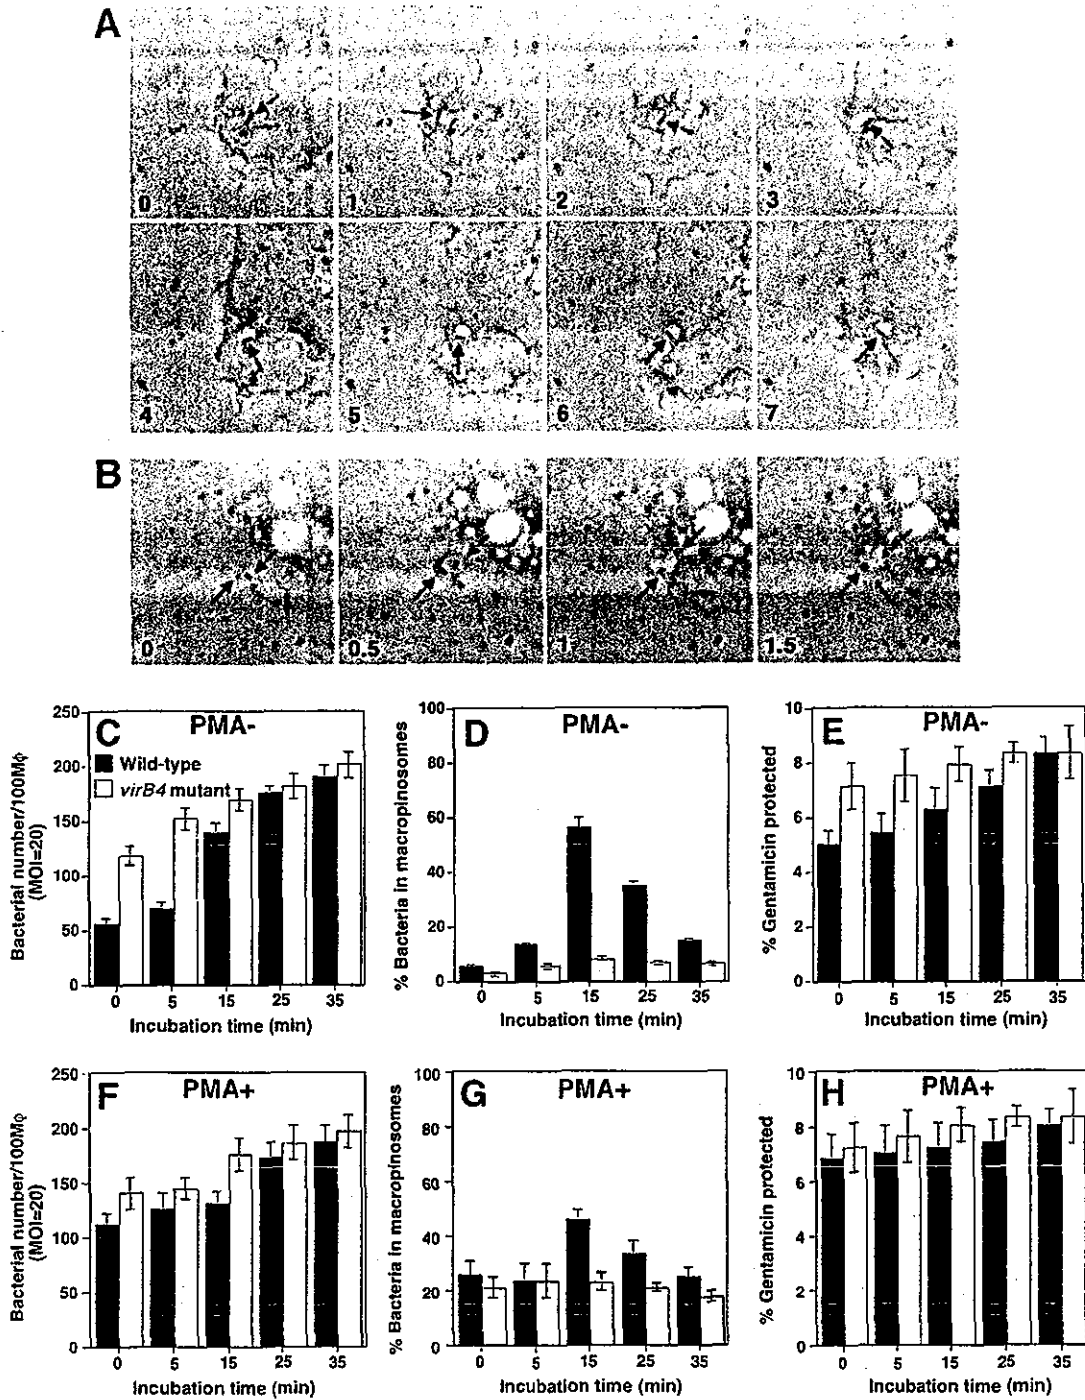 A
0 1 2 3
4 5 6 7
B
0 0.5 1 1.5
C PMA-
Wild-type
virB4 mutant
250
200
150
100
50
0
Bacterial number/100Mφ
(MOI=20)
0 5 15 25 35
Incubation time (min)
D PMA-
100
80
60
40
20
0
% Bacteria in macropinosomes
0 5 15 25 35
Incubation time (min)
E PMA-
10
8
6
4
2
0
% Gentamicin protected
0 5 15 25 35
Incubation time (min)
F PMA+
250
200
150
100
50
0
Bacterial number/100Mφ
(MOI=20)
0 5 15 25 35
Incubation time (min)
G PMA+
100
80
60
40
20
0
% Bacteria in macropinosomes
0 5 15 25 35
Incubation time (min)
H PMA+
10
8
6
4
2
0
% Gentamicin protected
0 5 15 25 35
Incubation time (min)